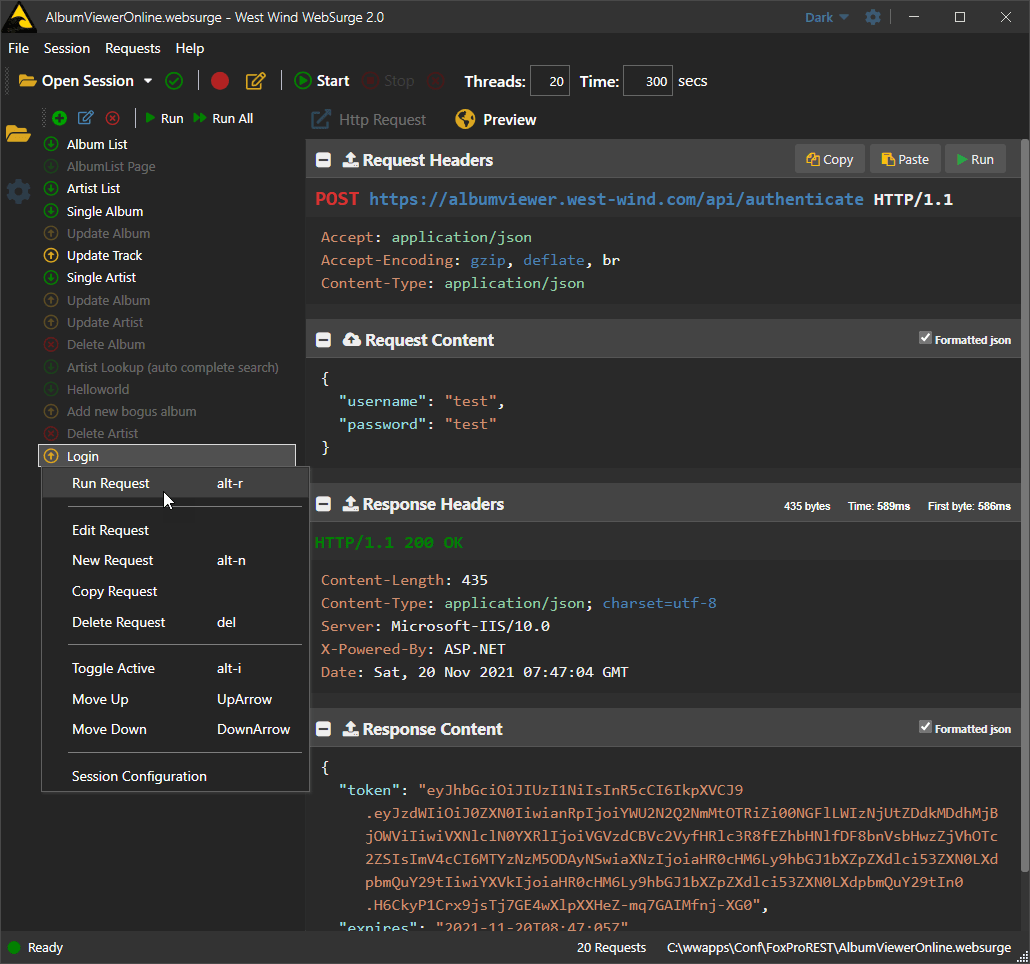 AlbumViewerOnline.websurge - West Wind WebSurge 2.0
Dark
File Session Requests Help
Open Session Start Stop Threads: 20 Time: 300 secs
Run Run All
Http Request Preview
Album List
AlbumList Page
Artist List
Single Album
Update Album
Update Track
Single Artist
Update Album
Update Artist
Delete Album
Artist Lookup (auto complete search)
Helloworld
Add new bogus album
Delete Artist
Login
Run Request alt-r
Edit Request
New Request alt-n
Copy Request
Delete Request del
Toggle Active alt-i
Move Up UpArrow
Move Down DownArrow
Session Configuration
Request Headers Copy Paste Run
POST https://albumviewer.west-wind.com/api/authenticate HTTP/1.1
Accept: application/json
Accept-Encoding: gzip, deflate, br
Content-Type: application/json
Request Content Formatted json
{
"username": "test",
"password": "test"
}
Response Headers 435 bytes Time: 589ms First byte: 586ms
HTTP/1.1 200 OK
Content-Length: 435
Content-Type: application/json; charset=utf-8
Server: Microsoft-IIS/10.0
X-Powered-By: ASP.NET
Date: Sat, 20 Nov 2021 07:47:04 GMT
Response Content Formatted json
{
"token": "eyJhbGciOiJIUzI1NiIsInR5cCI6IkpXVCJ9
.eyJzdWIiOiJ0ZXN0IiwianRpIjoiYWU2N2Q2NmMtOTRiZi00NGFlLWIzNjUtZDdkMDdhMjB
jOWViIiwiVXNlclN0YXRlIjoiVGVzdCBVc2VyfHRlc3R8fEZhbHNlfDF8bnVsbHwzZjVhOTc
2ZSIsImV4cCI6MTYzNzM5ODAyNSwiaXNzIjoiaHR0cHM6Ly9hbGJ1bXZpZXdlci53ZXN0LXd
pbmQuY29tIiwiYXVkIjoiaHR0cHM6Ly9hbGJ1bXZpZXdlci53ZXN0LXdpbmQuY29tIn0
.H6CkyP1Crx9jsTj7GE4wXlpXXHeZ-mq7GAIMfnj-XG0",
"expires": "2021-11-20T08:47:05Z"
Ready 20 Requests C:\wwapps\Conf\FoxProREST\AlbumViewerOnline.websurge